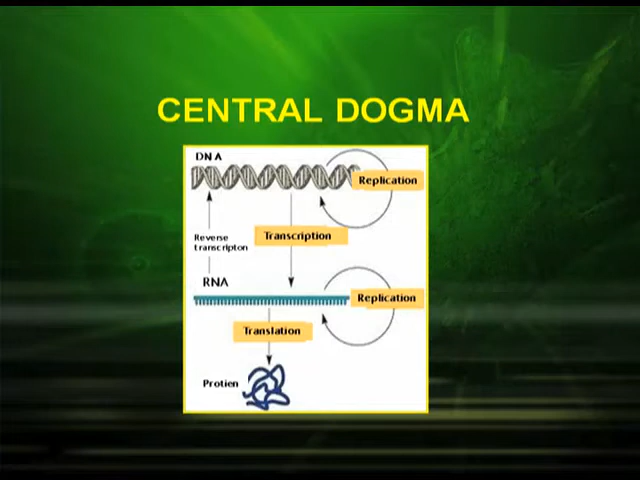 CENTRAL DOGMA
DNA
Replication
Transcription
Reverse
transcripton
RNA
Replication
Translation
Protien